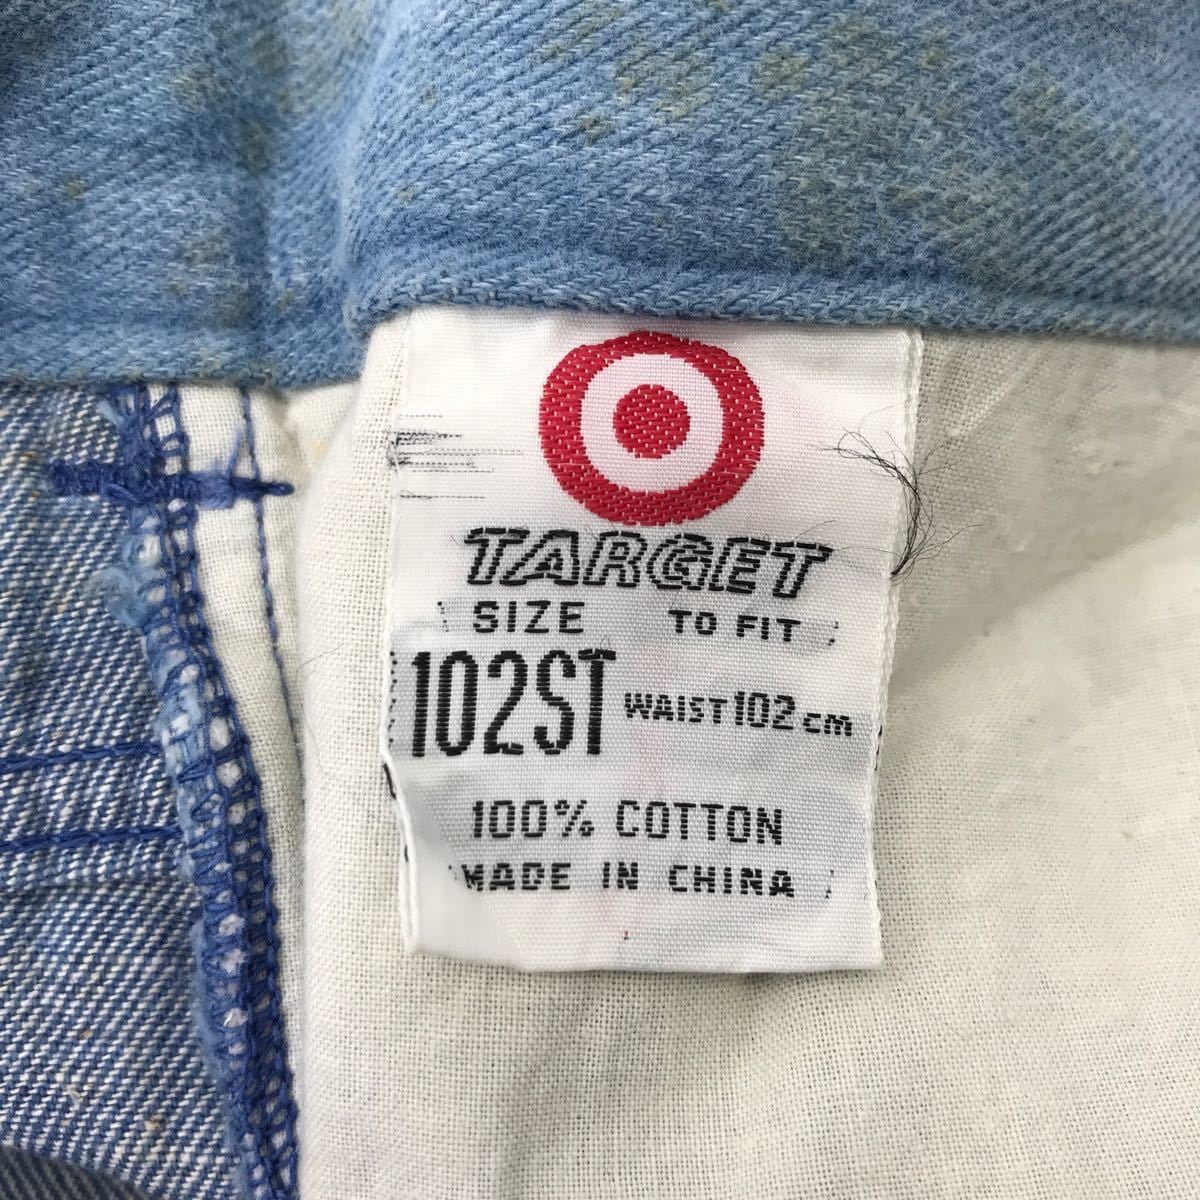 TARGET
SIZE TO FIT
102ST WAIST 102 cm
100% COTTON
MADE IN CHINA